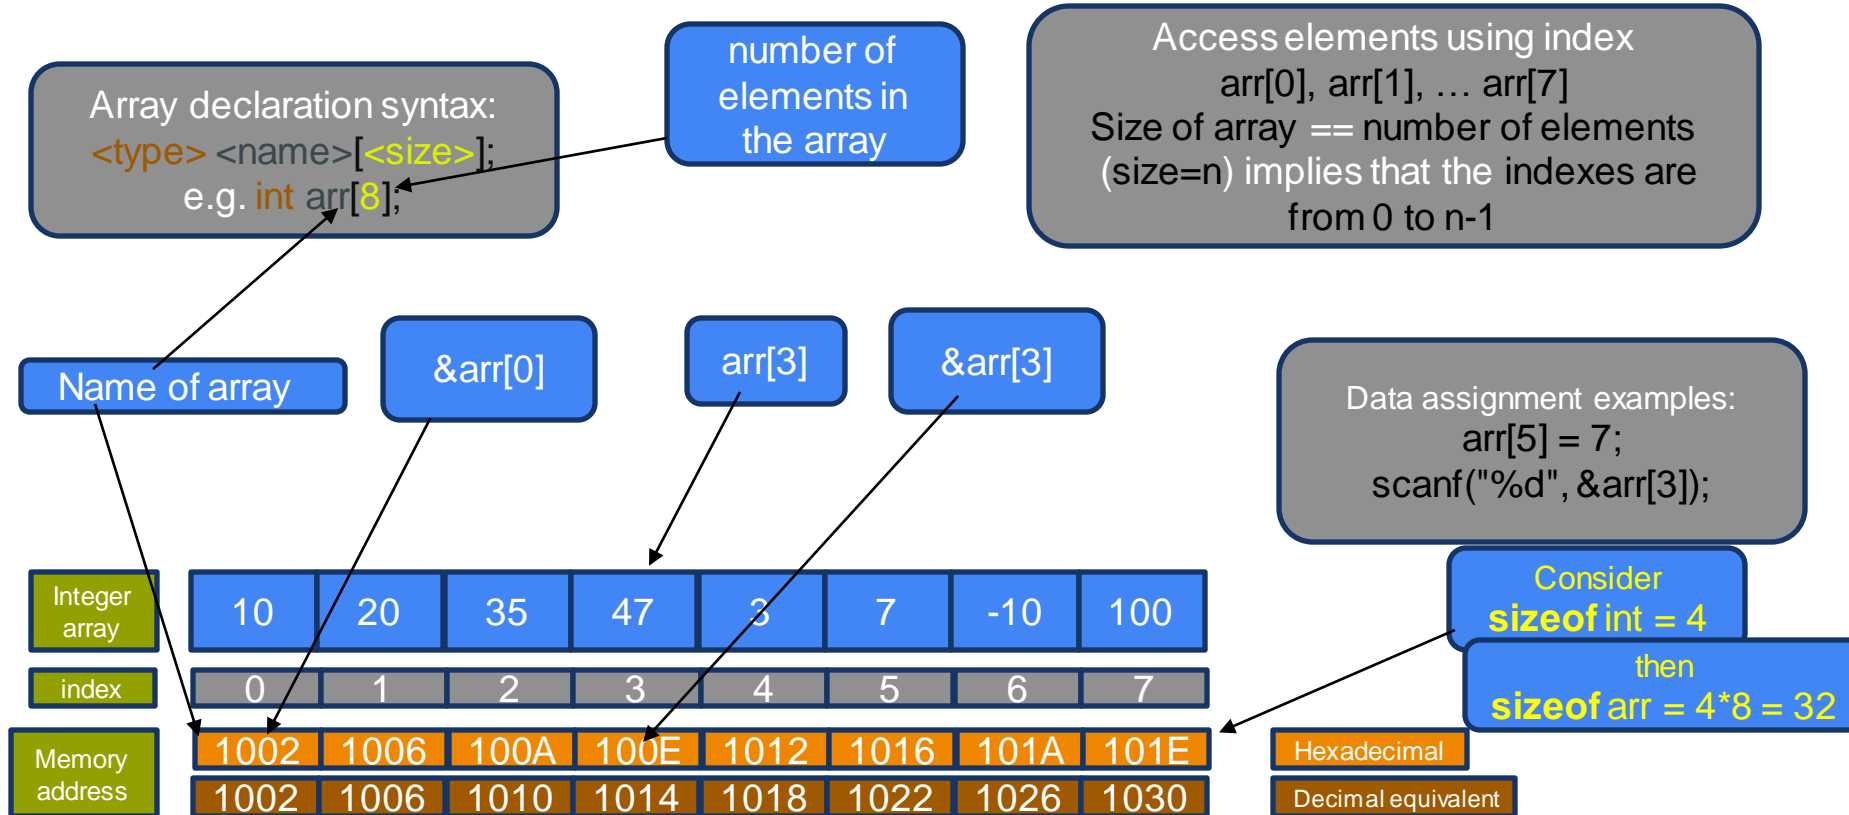 number of
elements in
the array
Array declaration syntax:
<type> <name>[<size>];
e.g. int arr[8];
Access elements using index
arr[0], arr[1], … arr[7]
Size of array == number of elements
(size=n) implies that the indexes are
from 0 to n-1
Name of array
&arr[0]
arr[3]
&arr[3]
Data assignment examples:
arr[5] = 7;
scanf("%d", &arr[3]);
Consider
sizeof int = 4
then
sizeof arr = 4*8 = 32
Integer
array
10 20 35 47 3 7 -10 100
index
0 1 2 3 4 5 6 7
Memory
address
1002 1006 100A 100E 1012 1016 101A 101E
Hexadecimal
1002 1006 1010 1014 1018 1022 1026 1030
Decimal equivalent